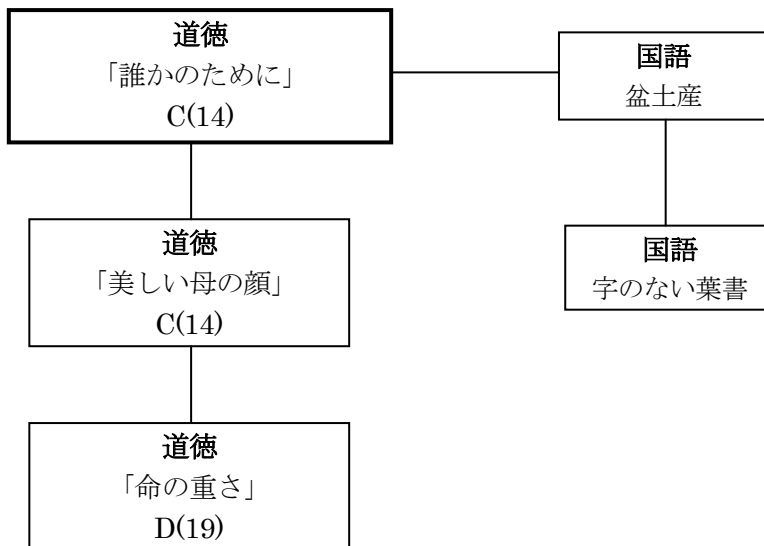 道徳
「誰かのために」
C(14)
国語
盆土産
道徳
「美しい母の顔」
C(14)
国語
字のない葉書
道徳
「命の重さ」
D(19)